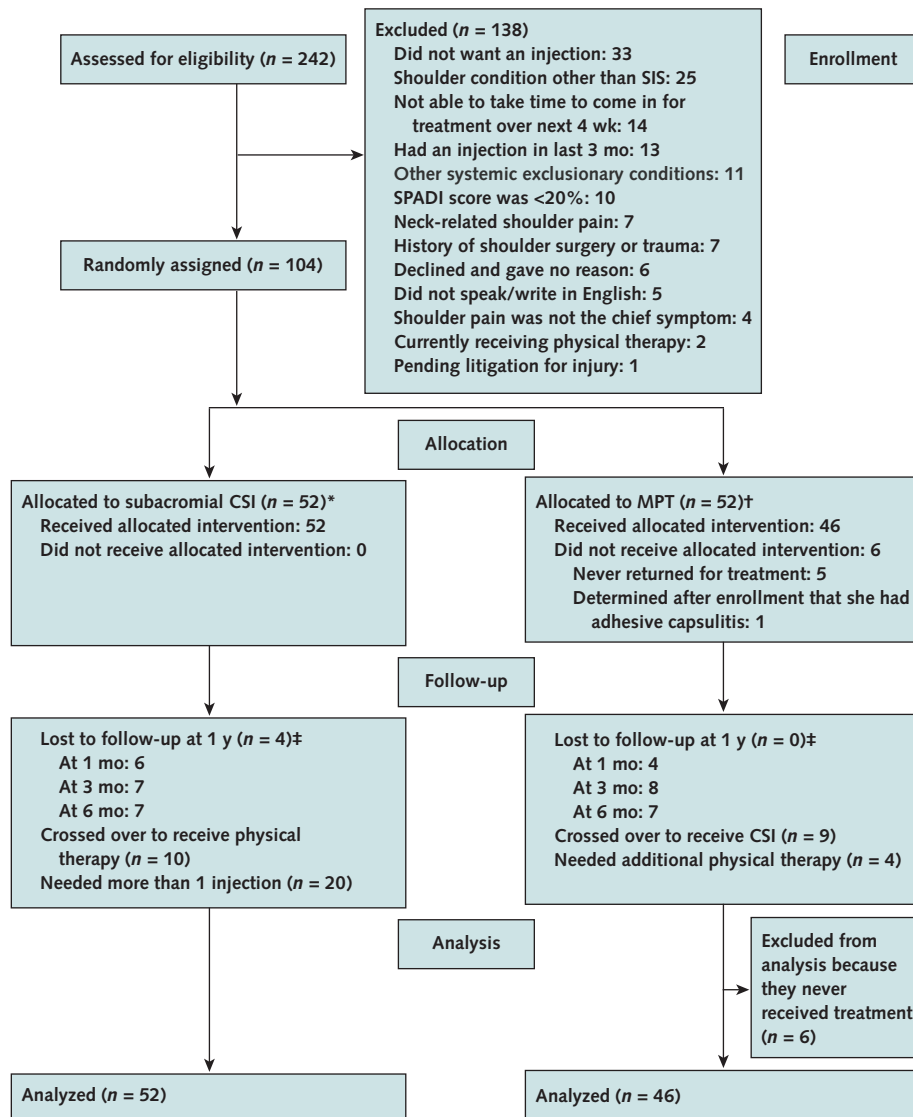 Assessed for eligibility (n = 242)
Excluded (n = 138)
Did not want an injection: 33
Shoulder condition other than SIS: 25
Not able to take time to come in for
treatment over next 4 wk: 14
Had an injection in last 3 mo: 13
Other systemic exclusionary conditions: 11
SPADI score was <20%: 10
Neck-related shoulder pain: 7
History of shoulder surgery or trauma: 7
Declined and gave no reason: 6
Did not speak/write in English: 5
Shoulder pain was not the chief symptom: 4
Currently receiving physical therapy: 2
Pending litigation for injury: 1
Enrollment
Randomly assigned (n = 104)
Allocation
Allocated to subacromial CSI (n = 52)*
Received allocated intervention: 52
Did not receive allocated intervention: 0
Allocated to MPT (n = 52)†
Received allocated intervention: 46
Did not receive allocated intervention: 6
Never returned for treatment: 5
Determined after enrollment that she had
adhesive capsulitis: 1
Follow-up
Lost to follow-up at 1 y (n = 4)‡
At 1 mo: 6
At 3 mo: 7
At 6 mo: 7
Crossed over to receive physical
therapy (n = 10)
Needed more than 1 injection (n = 20)
Lost to follow-up at 1 y (n = 0)‡
At 1 mo: 4
At 3 mo: 8
At 6 mo: 7
Crossed over to receive CSI (n = 9)
Needed additional physical therapy (n = 4)
Analysis
Excluded from
analysis because
they never
received treatment
(n = 6)
Analyzed (n = 52)
Analyzed (n = 46)